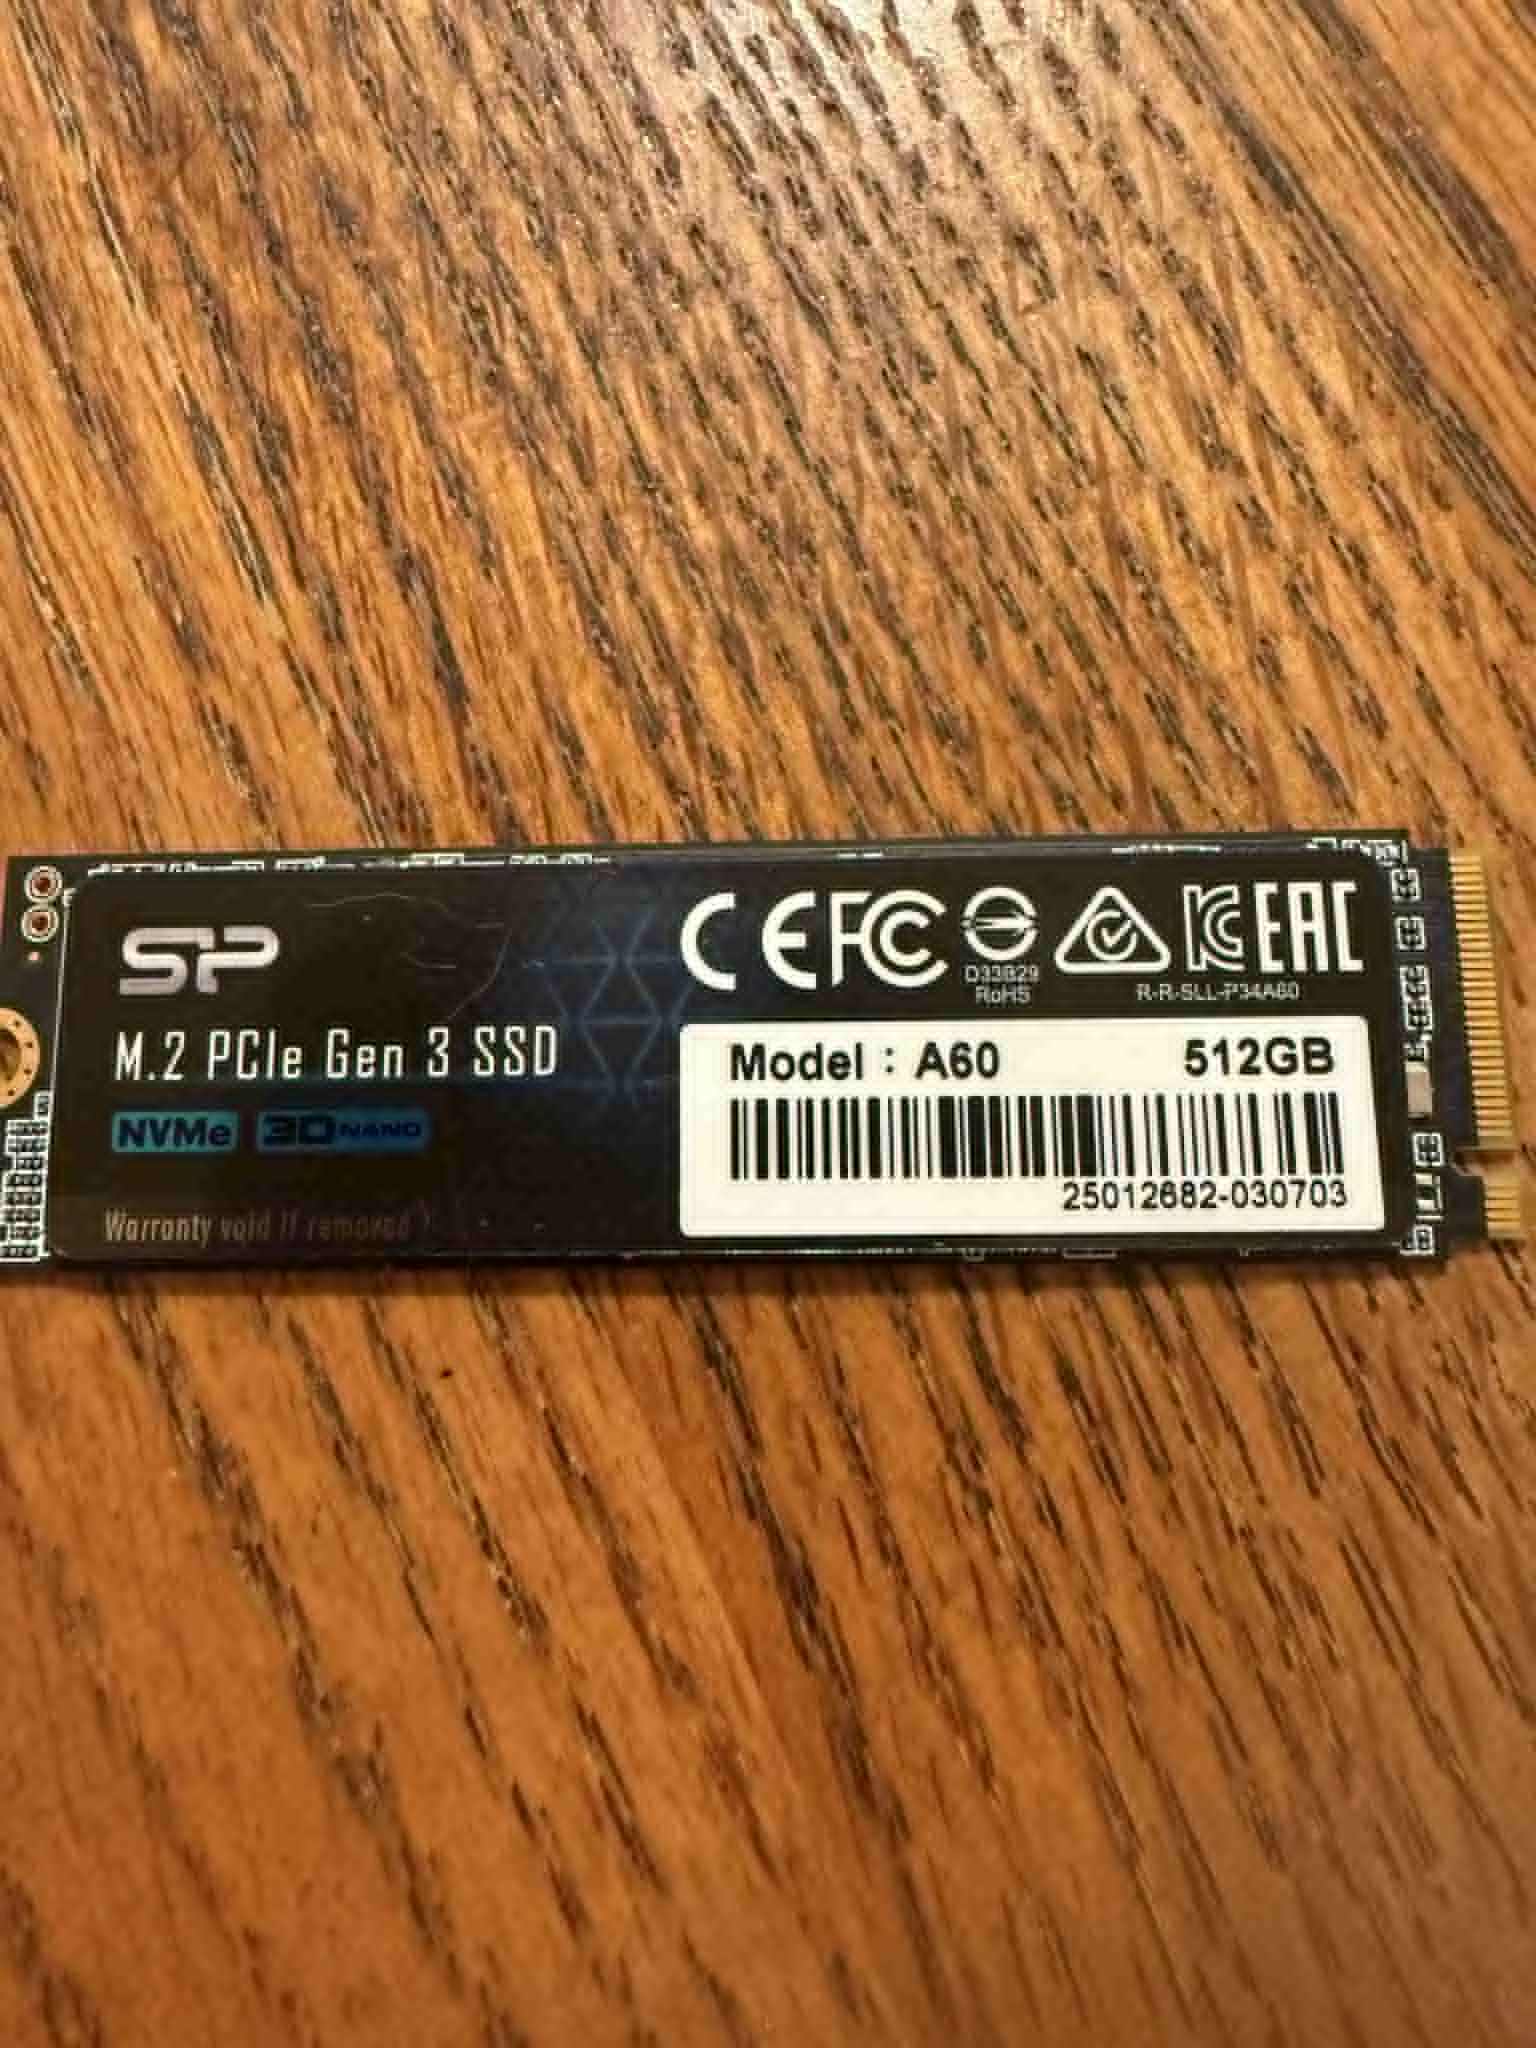 SP
M.2 PCIe Gen 3 SSD
NVMe 3D NAND
Warranty void if removed !
CE FC D33B29 RoHS R-R-SLL-P34A60 KC EAC
Model : A60 512GB
25012682-030703